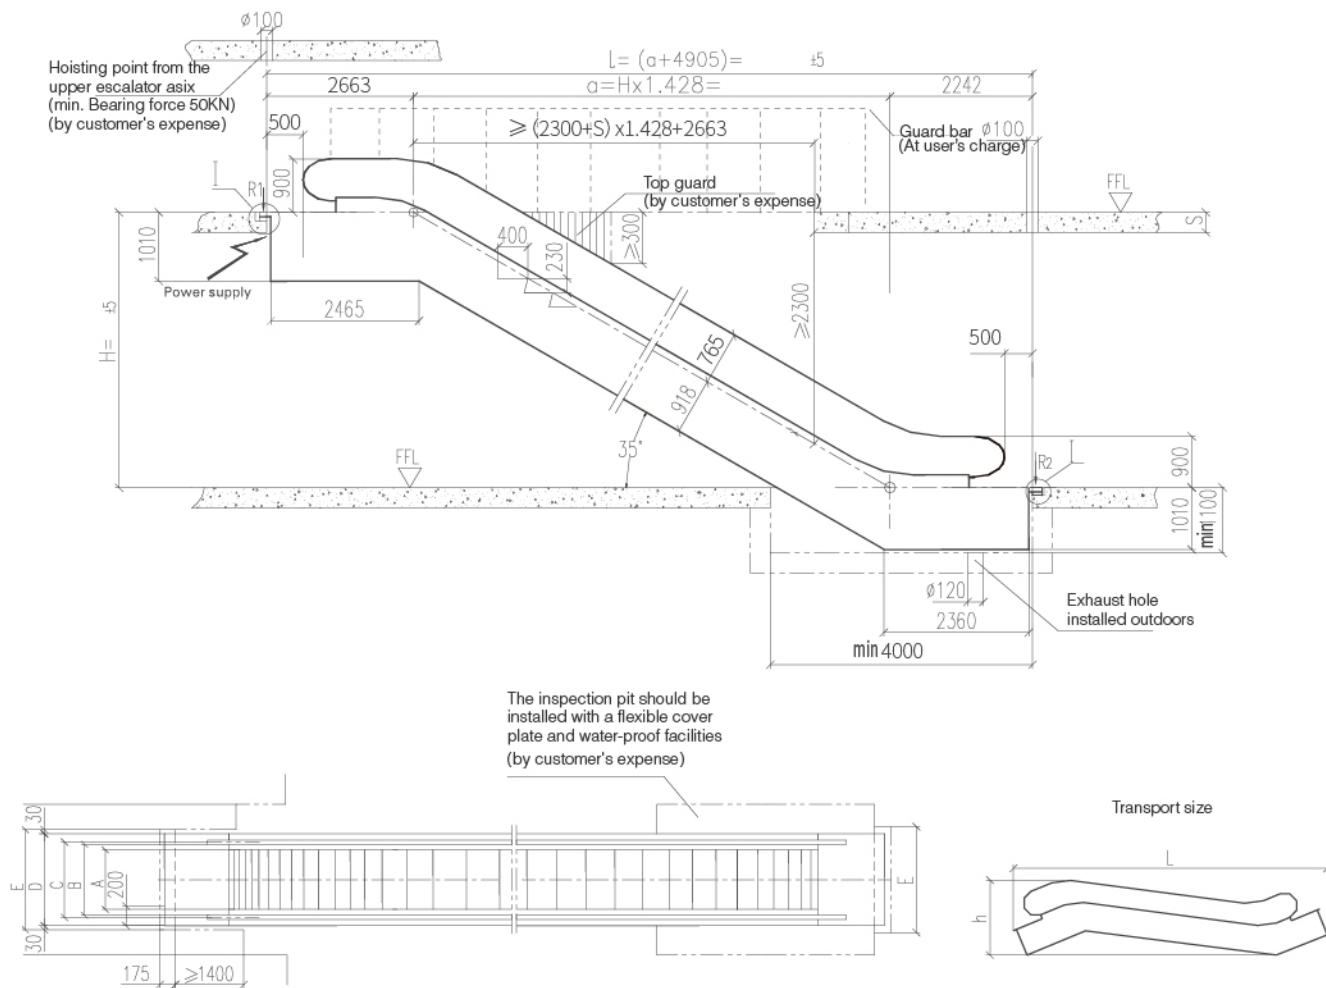 ø100
Hoisting point from the
upper escalator asix
(min. Bearing force 50KN)
(by customer's expense)
L= (a+4905)= ±5
2663
a=Hx1.428=
2242
500
≥ (2300+S) x1.428+2663
Guard bar
(At user's charge)
ø100
I
R1
900
Top guard
(by customer's expense)
FFL
S
1010
400
230
≥300
Power supply
2465
H= ±5
≥2300
500
765
918
35°
FFL
R2
I
900
1010
min1100
ø120
2360
Exhaust hole
installed outdoors
min4000
The inspection pit should be
installed with a flexible cover
plate and water-proof facilities
(by customer's expense)
Transport size
30
E
D
C
B
A
200
E
30
175
≥1400
L
h